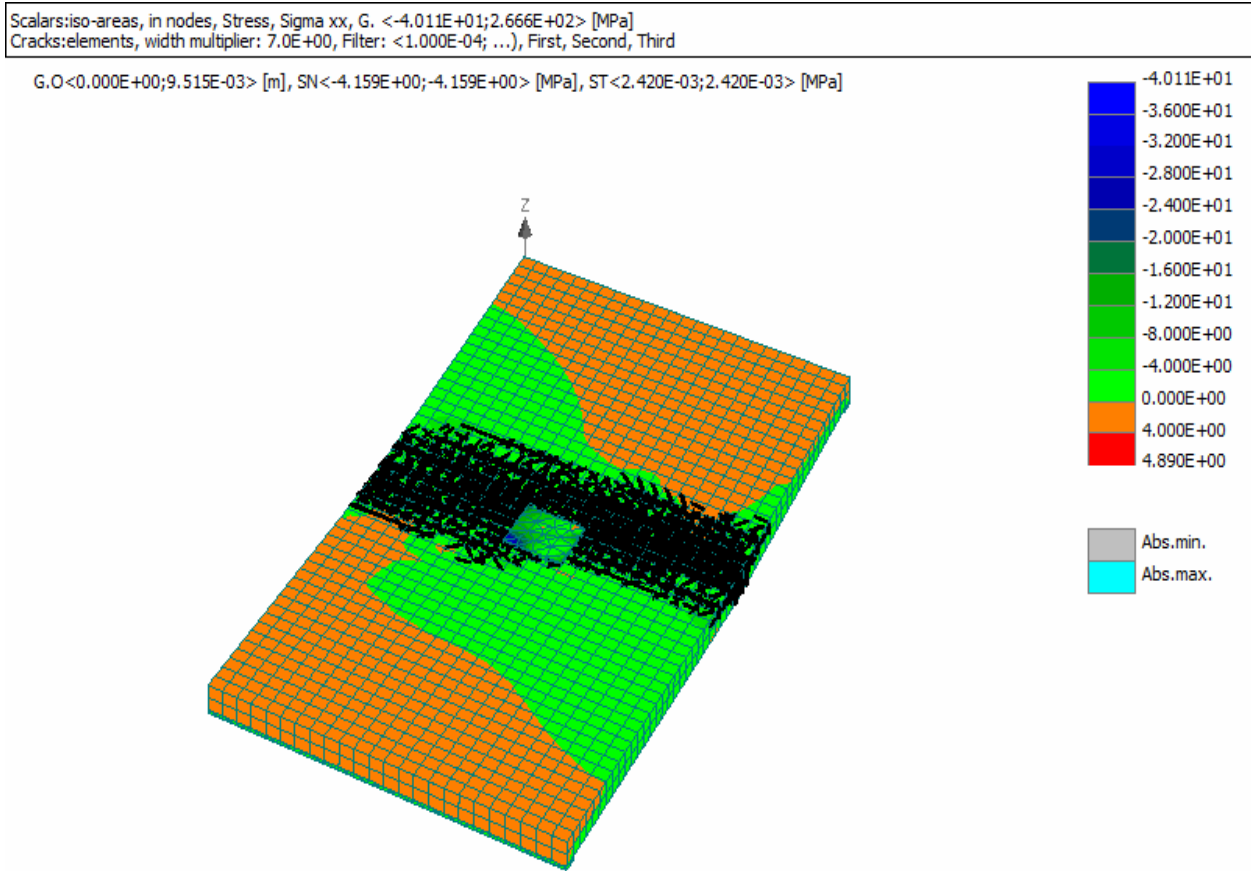 Scalars:iso-areas, in nodes, Stress, Sigma xx, G. <-4.011E+01;2.666E+02> [MPa]
Cracks:elements, width multiplier: 7.0E+00, Filter: <1.000E-04; ...), First, Second, Third
G.O<0.000E+00;9.515E-03> [m], SN<-4.159E+00;-4.159E+00> [MPa], ST<2.420E-03;2.420E-03> [MPa]
-4.011E+01
-3.600E+01
-3.200E+01
-2.800E+01
-2.400E+01
-2.000E+01
-1.600E+01
-1.200E+01
-8.000E+00
-4.000E+00
0.000E+00
4.000E+00
4.890E+00
Z
Abs.min.
Abs.max.